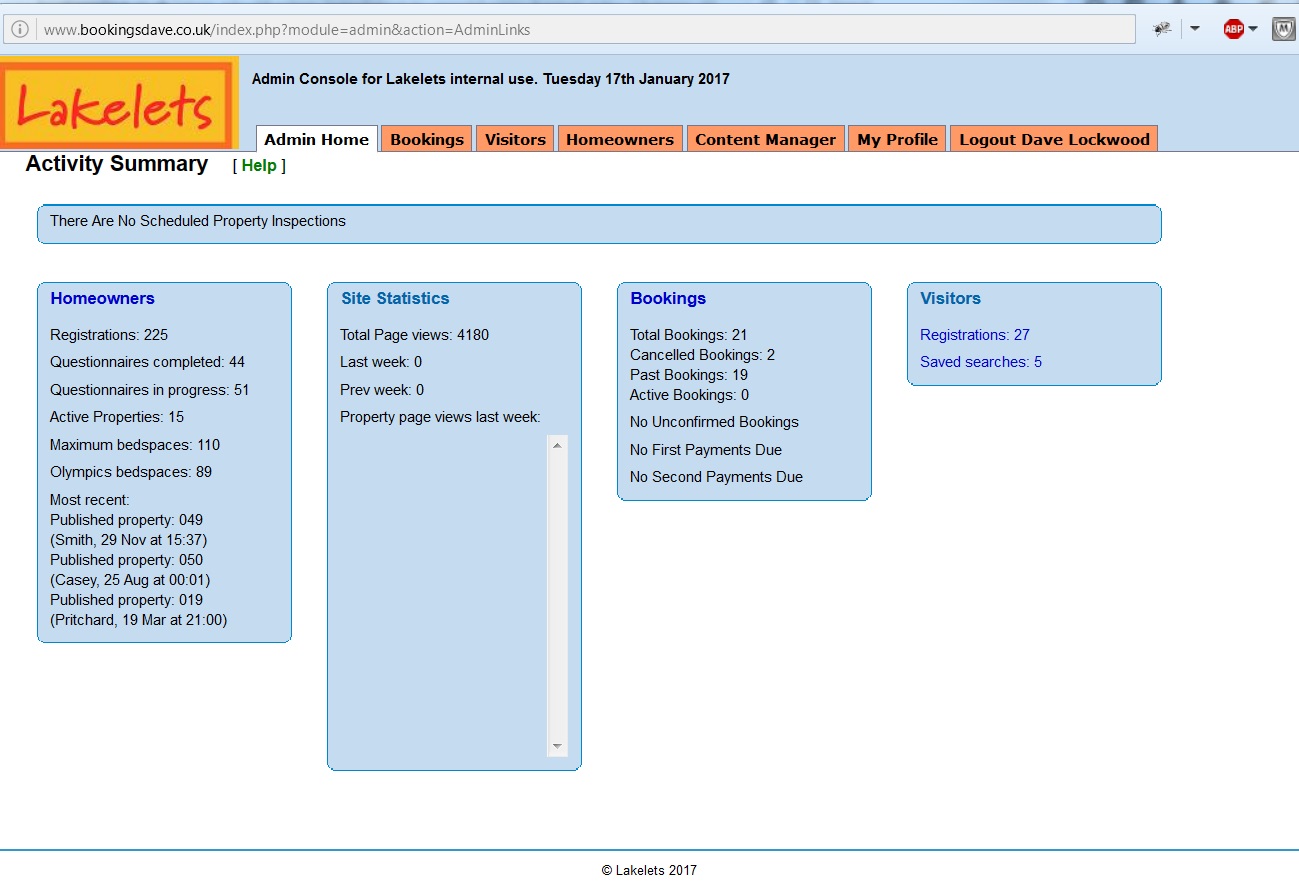 www.bookingsdave.co.uk/index.php?module=admin&action=AdminLinks
ABP
Lakelets
Admin Console for Lakelets internal use. Tuesday 17th January 2017
Admin Home Bookings Visitors Homeowners Content Manager My Profile Logout Dave Lockwood
Activity Summary [ Help ]
There Are No Scheduled Property Inspections
Homeowners
Registrations: 225
Questionnaires completed: 44
Questionnaires in progress: 51
Active Properties: 15
Maximum bedspaces: 110
Olympics bedspaces: 89
Most recent:
Published property: 049
(Smith, 29 Nov at 15:37)
Published property: 050
(Casey, 25 Aug at 00:01)
Published property: 019
(Pritchard, 19 Mar at 21:00)
Site Statistics
Total Page views: 4180
Last week: 0
Prev week: 0
Property page views last week:
Bookings
Total Bookings: 21
Cancelled Bookings: 2
Past Bookings: 19
Active Bookings: 0
No Unconfirmed Bookings
No First Payments Due
No Second Payments Due
Visitors
Registrations: 27
Saved searches: 5
© Lakelets 2017